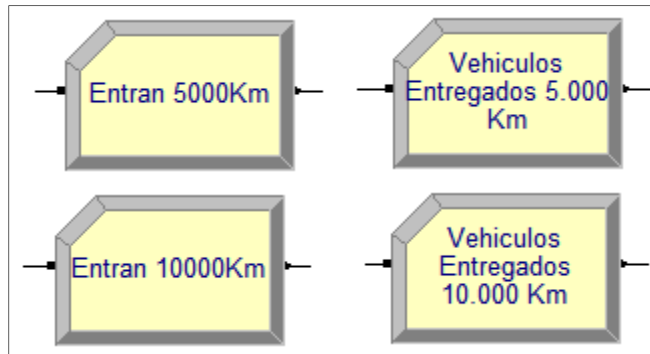 Entran 5000Km
Vehiculos
Entregados 5.000
Km
Entran 10000Km
Vehiculos
Entregados
10.000 Km